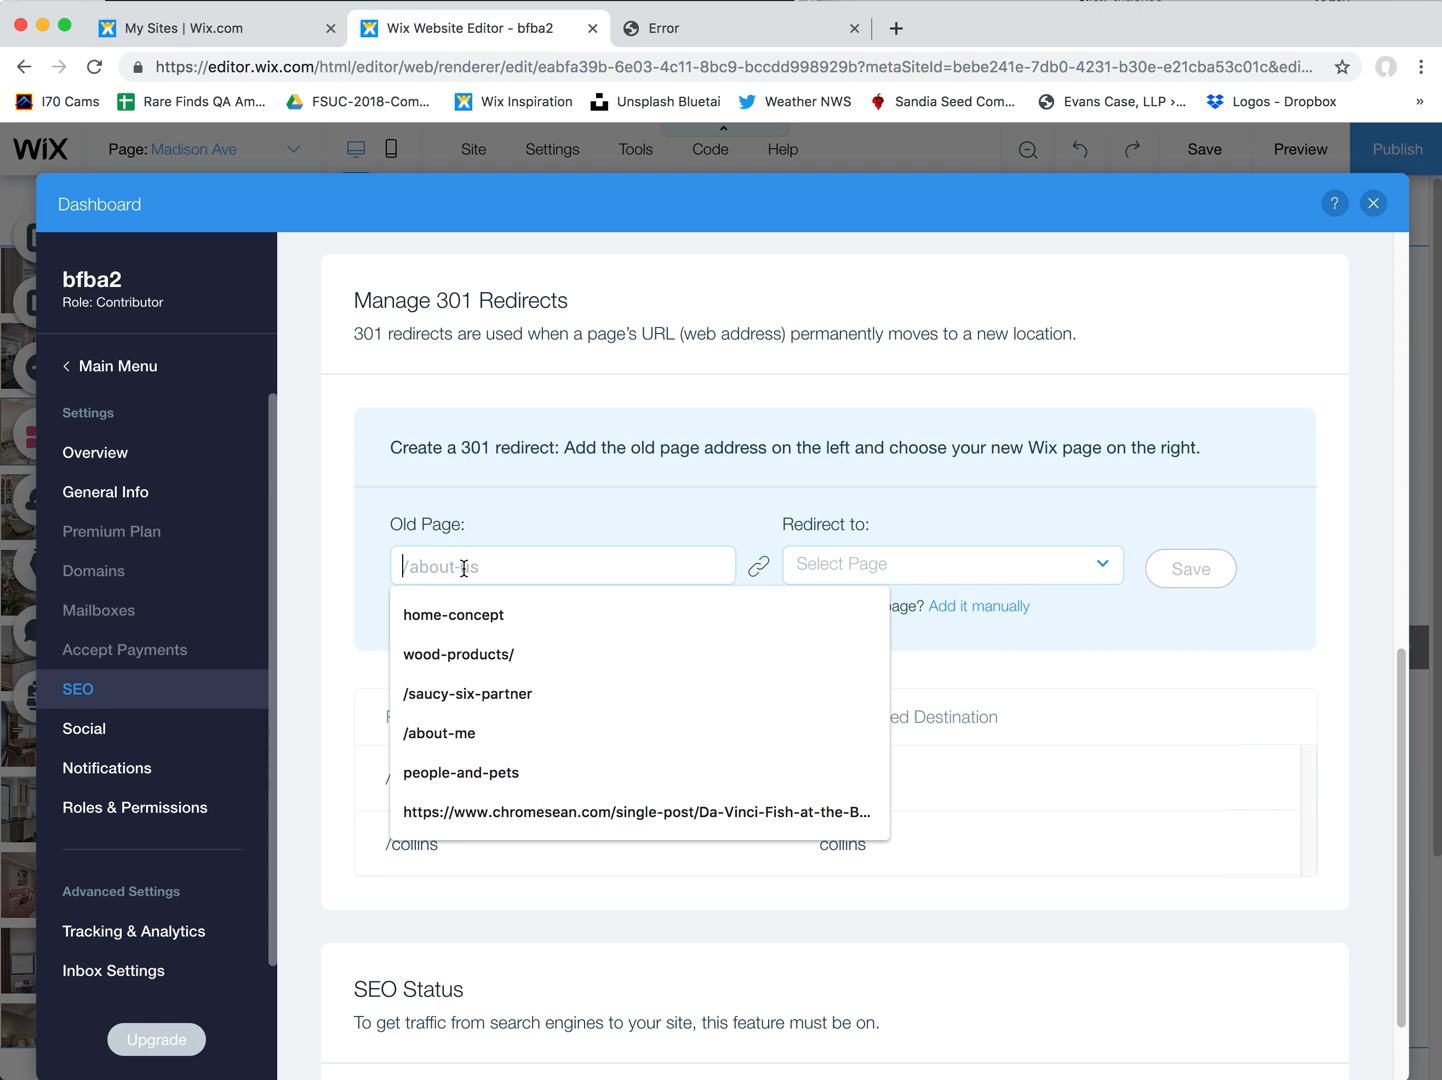 My Sites | Wix.com
Wix Website Editor - bfba2
Error
https://editor.wix.com/html/editor/web/renderer/edit/eabfa39b-6e03-4c11-8bc9-bccdd998929b?metaSiteId=bebe241e-7db0-4231-b30e-e21cba53c01c&edi...
I70 Cams
Rare Finds QA Am...
FSUC-2018-Com...
Wix Inspiration
Unsplash Bluetai
Weather NWS
Sandia Seed Com...
Evans Case, LLP >...
Logos - Dropbox
»
WIX
Page: Madison Ave
Site
Settings
Tools
Code
Help
Save
Preview
Publish
Dashboard
?
bfba2
Role: Contributor
< Main Menu
Settings
Overview
General Info
Premium Plan
Domains
Mailboxes
Accept Payments
SEO
Social
Notifications
Roles & Permissions
Advanced Settings
Tracking & Analytics
Inbox Settings
Upgrade
Manage 301 Redirects
301 redirects are used when a page's URL (web address) permanently moves to a new location.
Create a 301 redirect: Add the old page address on the left and choose your new Wix page on the right.
Old Page:
Redirect to:
/about-us
Select Page
Save
page? Add it manually
home-concept
wood-products/
/saucy-six-partner
/about-me
people-and-pets
https://www.chromesean.com/single-post/Da-Vinci-Fish-at-the-B...
ed Destination
/collins
collins
SEO Status
To get traffic from search engines to your site, this feature must be on.